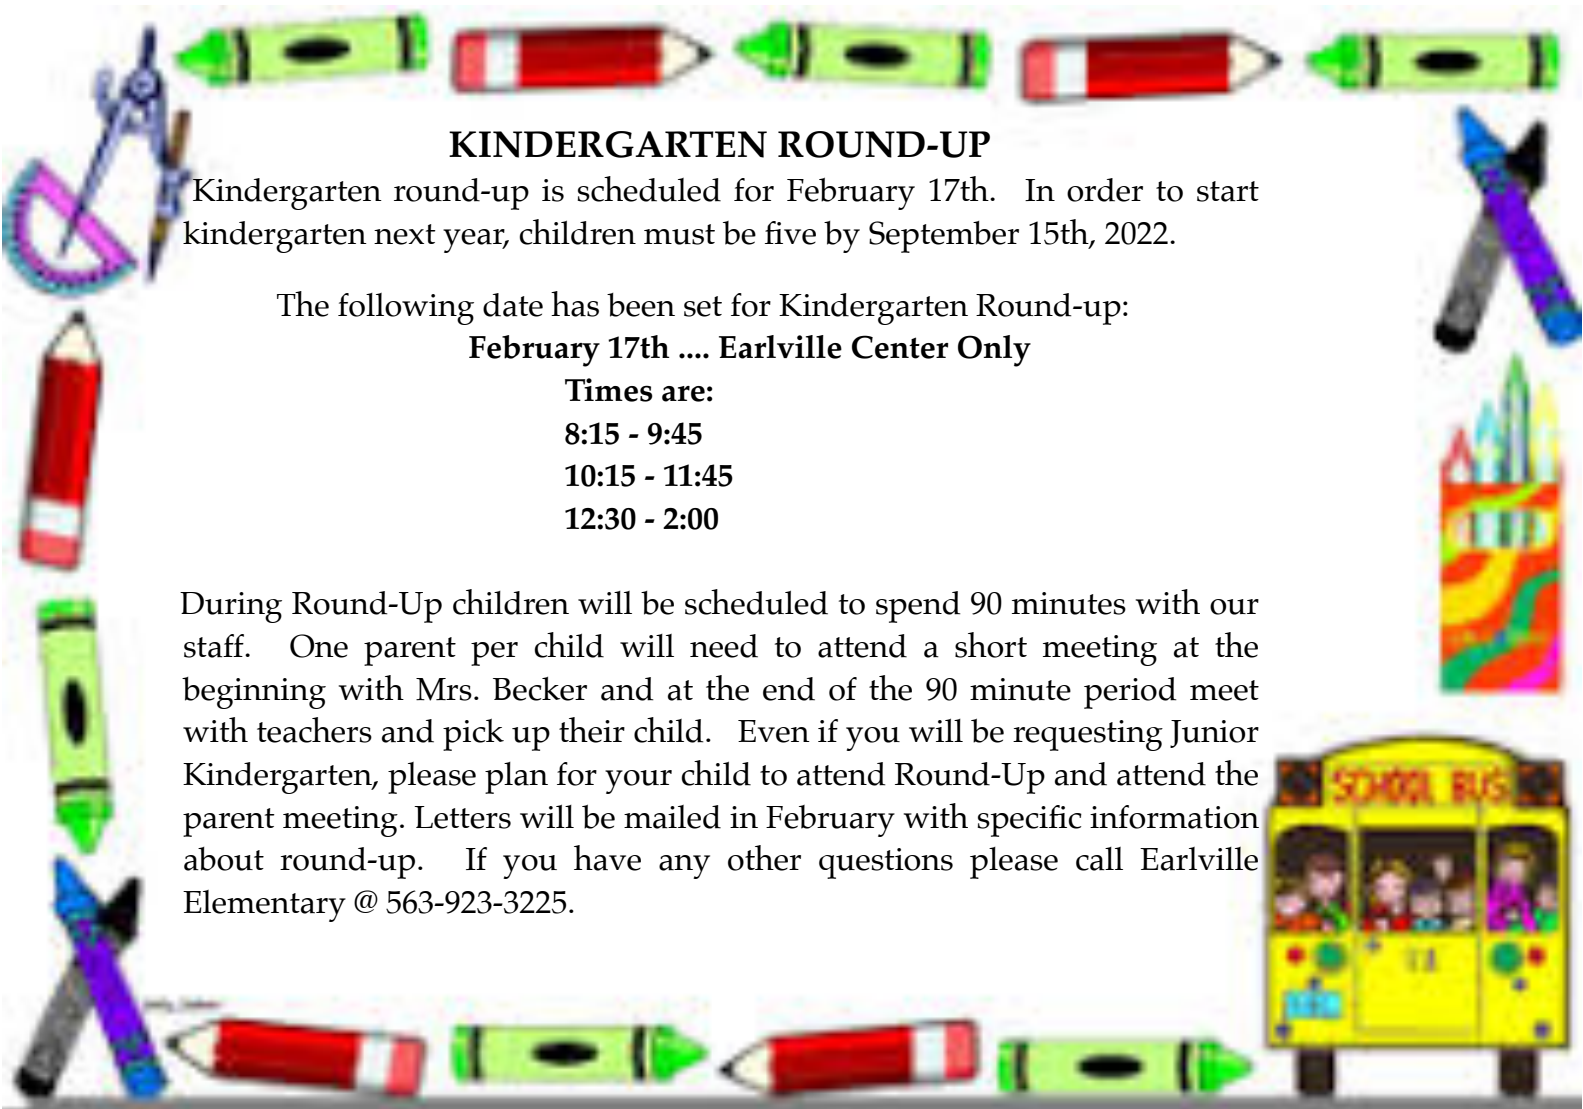 KINDERGARTEN ROUND-UP
Kindergarten round-up is scheduled for February 17th. In order to start
kindergarten next year, children must be five by September 15th, 2022.
The following date has been set for Kindergarten Round-up:
February 17th .... Earlville Center Only
Times are:
8:15 - 9:45
10:15 - 11:45
12:30 - 2:00
During Round-Up children will be scheduled to spend 90 minutes with our
staff. One parent per child will need to attend a short meeting at the
beginning with Mrs. Becker and at the end of the 90 minute period meet
with teachers and pick up their child. Even if you will be requesting Junior
Kindergarten, please plan for your child to attend Round-Up and attend the
parent meeting. Letters will be mailed in February with specific information
about round-up. If you have any other questions please call Earlville
Elementary @ 563-923-3225.
SCHOOL BUS